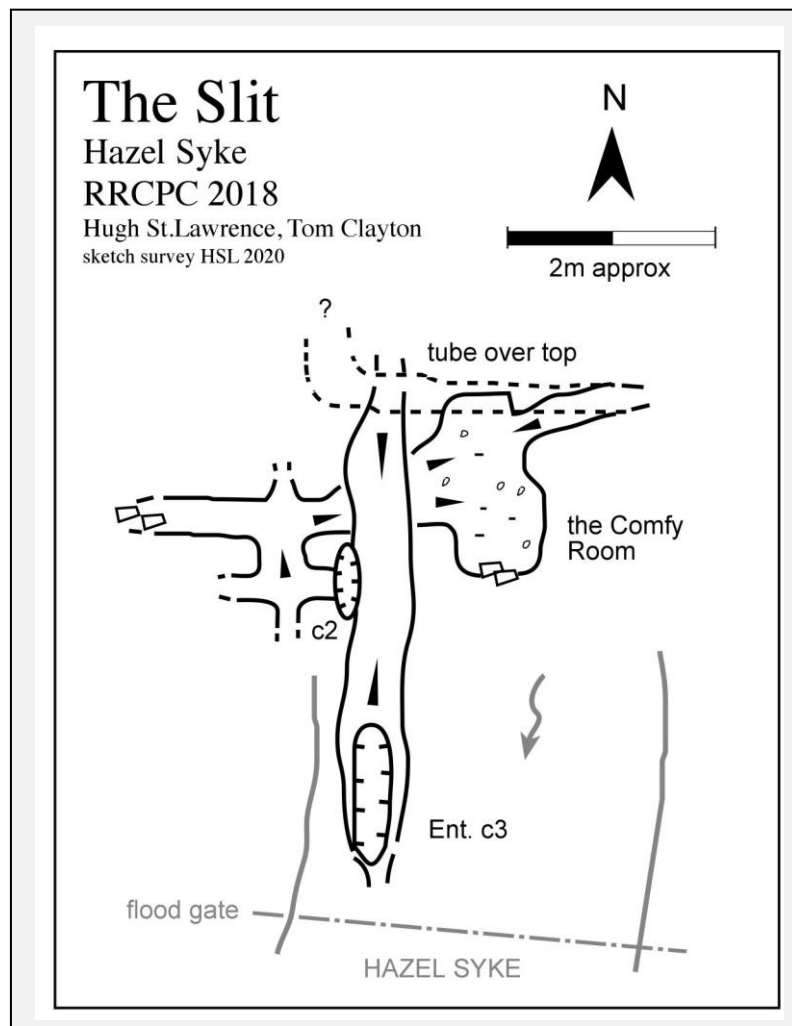 The Slit
Hazel Syke
RRCPC 2018
Hugh St.Lawrence, Tom Clayton
sketch survey HSL 2020
N
2m approx
?
tube over top
the Comfy
Room
c2
Ent. c3
flood gate
HAZEL SYKE